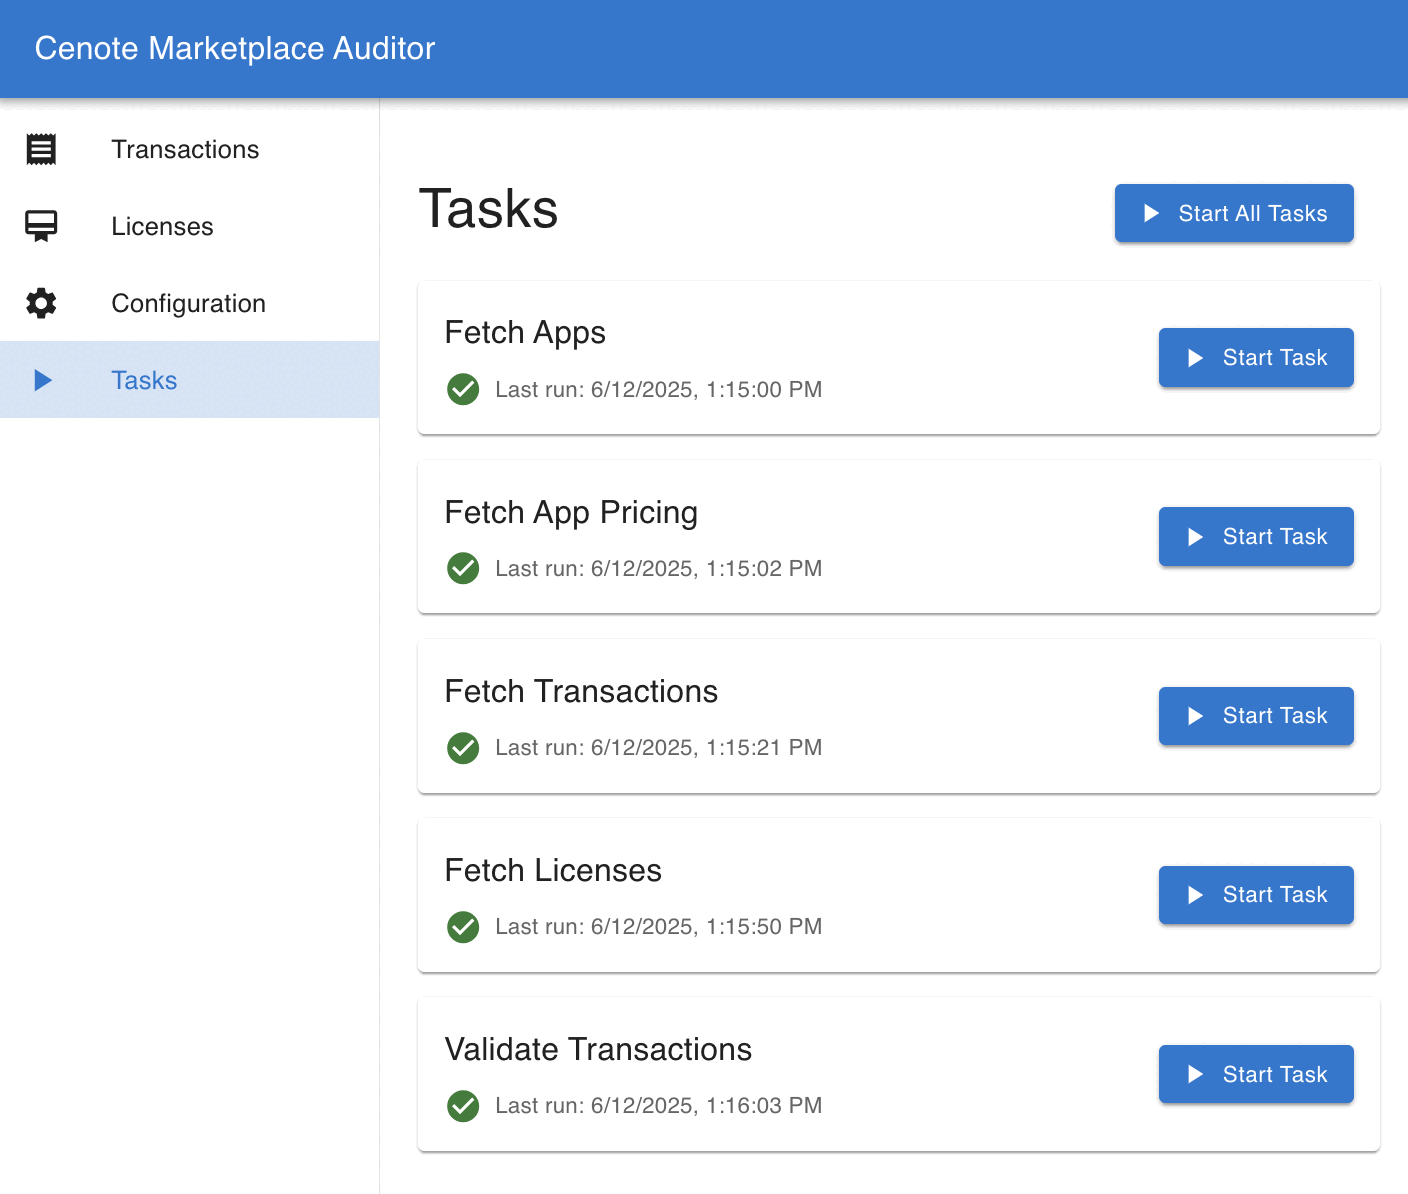 Cenote Marketplace Auditor
Transactions
Licenses
Configuration
Tasks
Tasks
Start All Tasks
Fetch Apps
Last run: 6/12/2025, 1:15:00 PM
Start Task
Fetch App Pricing
Last run: 6/12/2025, 1:15:02 PM
Start Task
Fetch Transactions
Last run: 6/12/2025, 1:15:21 PM
Start Task
Fetch Licenses
Last run: 6/12/2025, 1:15:50 PM
Start Task
Validate Transactions
Last run: 6/12/2025, 1:16:03 PM
Start Task